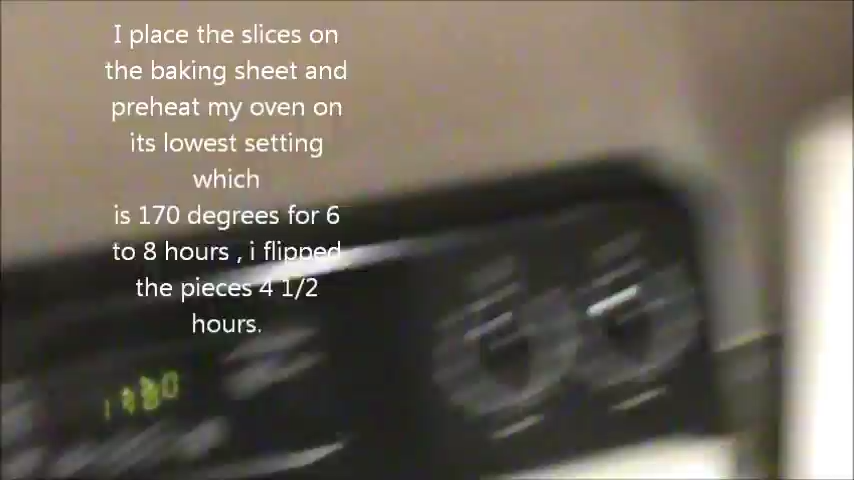 I place the slices on
the baking sheet and
preheat my oven on
its lowest setting
which
is 170 degrees for 6
to 8 hours , i flipped
the pieces 4 1/2
hours.